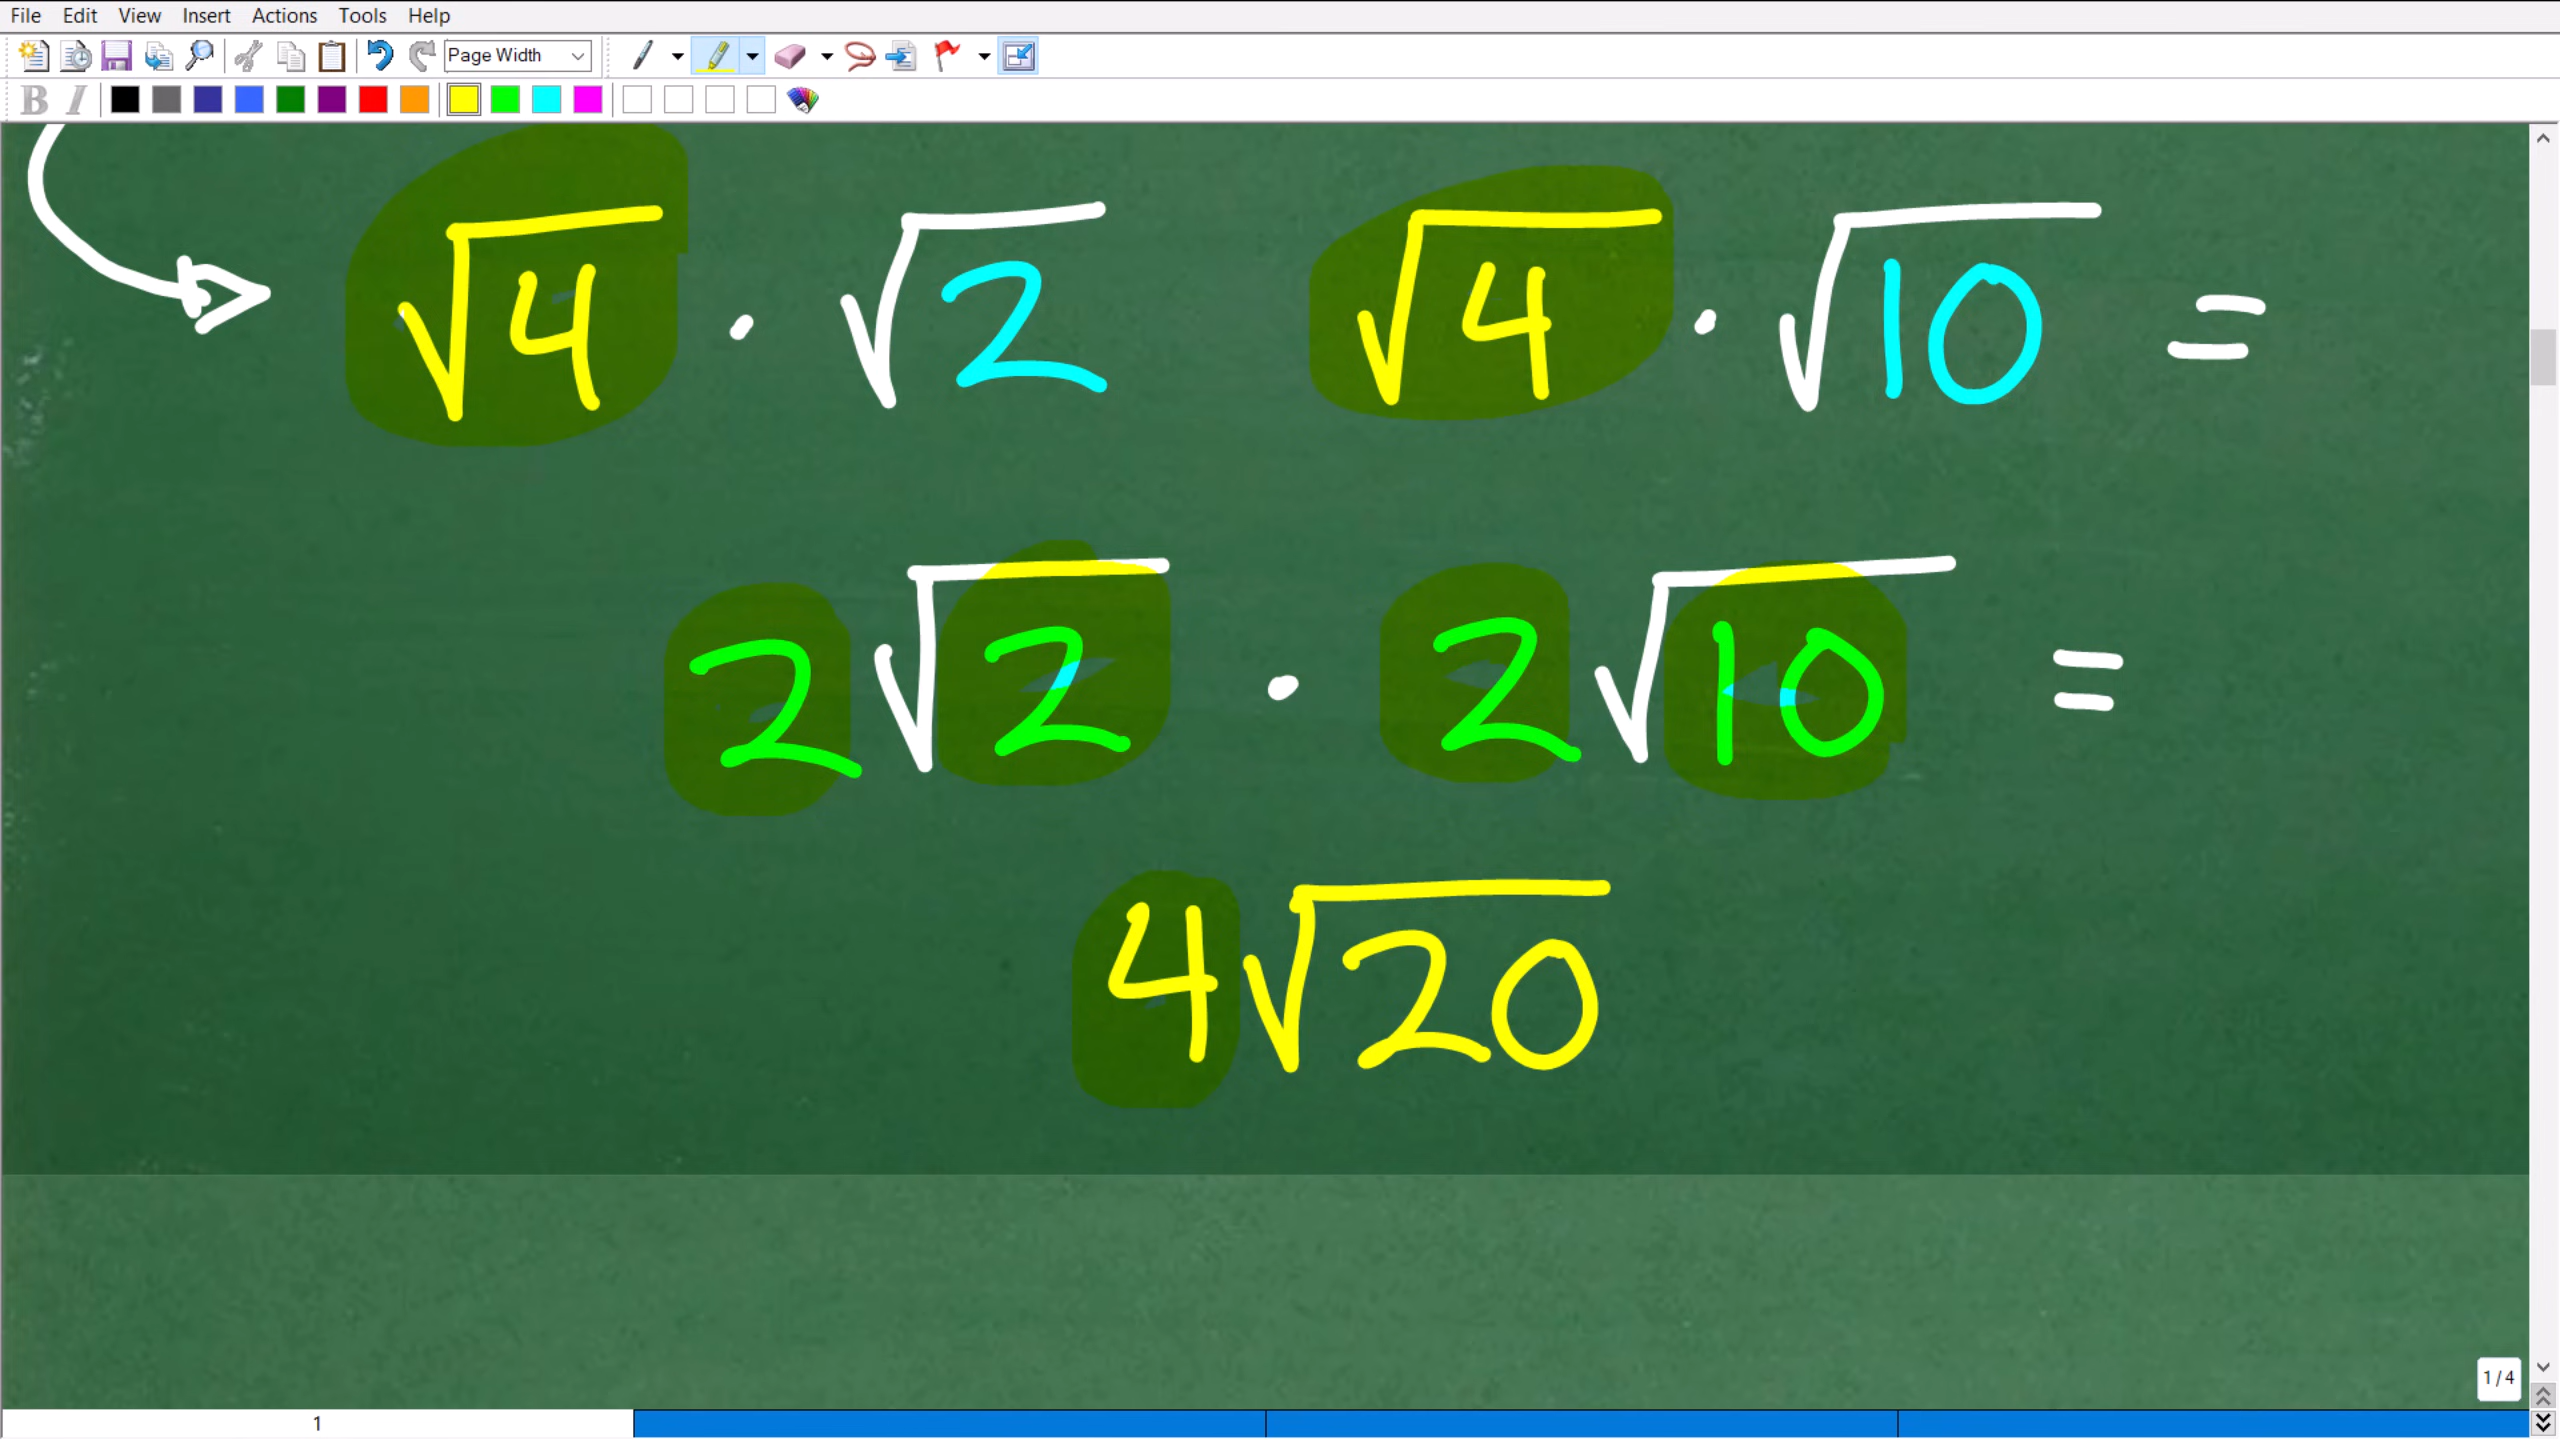 File Edit View Insert Actions Tools Help
Page Width
B I
√4 · √2 √4 · √10 =
2√2 · 2√10 =
4√20
1 / 4
1